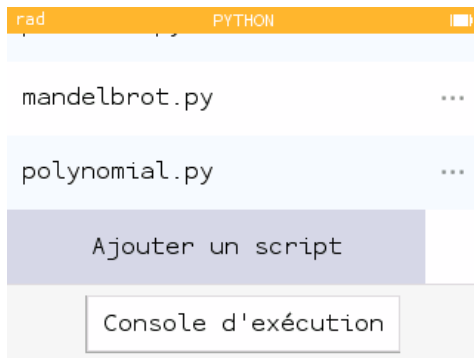 rad PYTHON
mandelbrot.py
polynomial.py
Ajouter un script
Console d'exécution